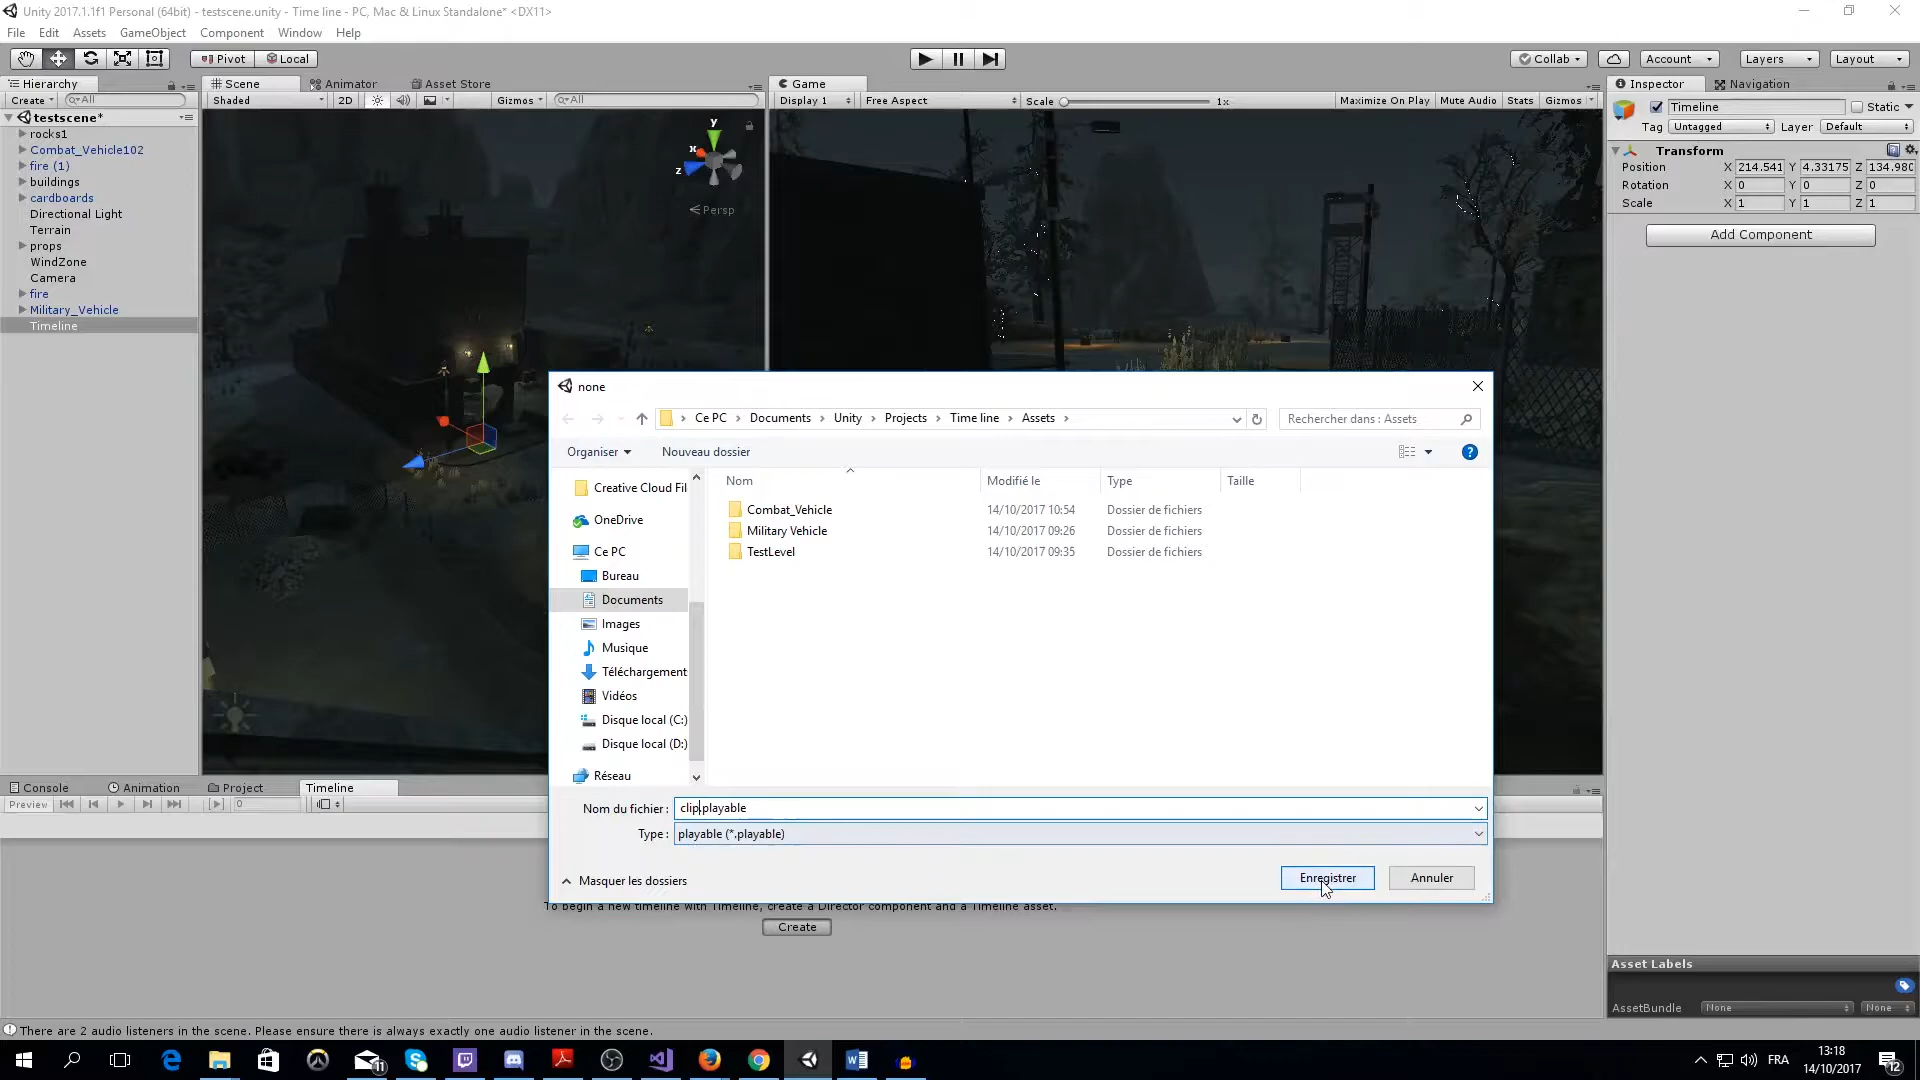 Unity 2017.1.1f1 Personal (64bit) - testscene.unity - Time line - PC, Mac & Linux Standalone* <DX11>
File Edit Assets GameObject Component Window Help
Pivot Local Collab Account Layers Layout
Hierarchy Scene Animator Asset Store Game Inspector Navigation
Create All Shaded 2D Gizmos All Display 1 Free Aspect Scale 1x Maximize On Play Mute Audio Stats Gizmos
Timeline Static
Tag Untagged Layer Default
Transform
Position X 214.541 Y 4.33175 Z 134.980
Rotation X 0 Y 0 Z 0
Scale X 1 Y 1 Z 1
Add Component
testscene*
rocks1
Combat_Vehicle102
fire (1)
buildings
cardboards
Directional Light
Terrain
props
WindZone
Camera
fire
Military_Vehicle
Timeline
y
x
z
Persp
none
Ce PC Documents Unity Projects Time line Assets
Rechercher dans : Assets
Organiser Nouveau dossier
Creative Cloud Fil
OneDrive
Ce PC
Bureau
Documents
Images
Musique
Téléchargement
Vidéos
Disque local (C:)
Disque local (D:)
Réseau
Nom Modifié le Type Taille
Combat_Vehicle 14/10/2017 10:54 Dossier de fichiers
Military Vehicle 14/10/2017 09:26 Dossier de fichiers
TestLevel 14/10/2017 09:35 Dossier de fichiers
Nom du fichier : clip.playable
Type : playable (*.playable)
Masquer les dossiers
Enregistrer Annuler
Console Animation Project Timeline
Preview 0
To begin a new timeline with Timeline, create a Director component and a Timeline asset.
Create
Asset Labels
AssetBundle None None
There are 2 audio listeners in the scene. Please ensure there is always exactly one audio listener in the scene.
11
FRA
13:18
14/10/2017
12